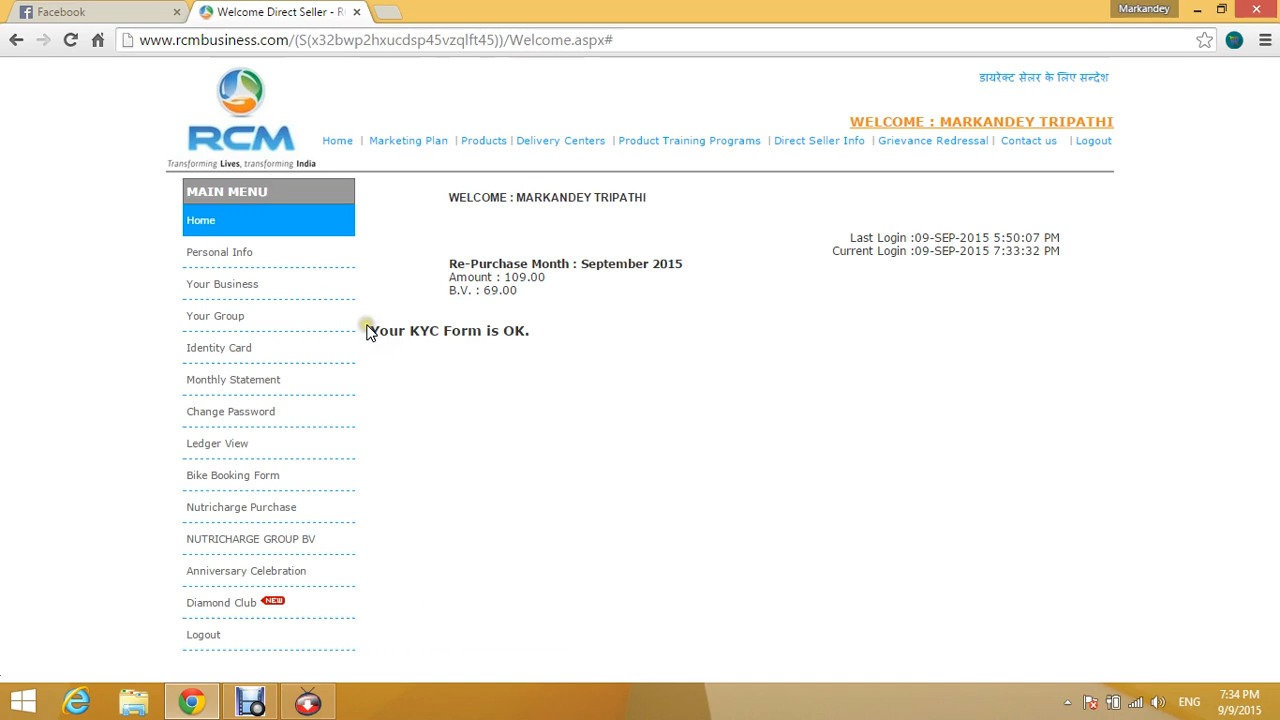 Facebook
Welcome Direct Seller - R
Markandey
www.rcmbusiness.com/(S(x32bwp2hxucdsp45vzqlft45))/Welcome.aspx#
डायरेक्ट सेलर के लिए सन्देश
RCM
Transforming Lives, transforming India
WELCOME : MARKANDEY TRIPATHI
Home | Marketing Plan | Products | Delivery Centers | Product Training Programs | Direct Seller Info | Grievance Redressal | Contact us | Logout
MAIN MENU
Home
Personal Info
Your Business
Your Group
Identity Card
Monthly Statement
Change Password
Ledger View
Bike Booking Form
Nutricharge Purchase
NUTRICHARGE GROUP BV
Anniversary Celebration
Diamond Club NEW
Logout
WELCOME : MARKANDEY TRIPATHI
Last Login :09-SEP-2015 5:50:07 PM
Current Login :09-SEP-2015 7:33:32 PM
Re-Purchase Month : September 2015
Amount : 109.00
B.V. : 69.00
Your KYC Form is OK.
ENG
7:34 PM
9/9/2015